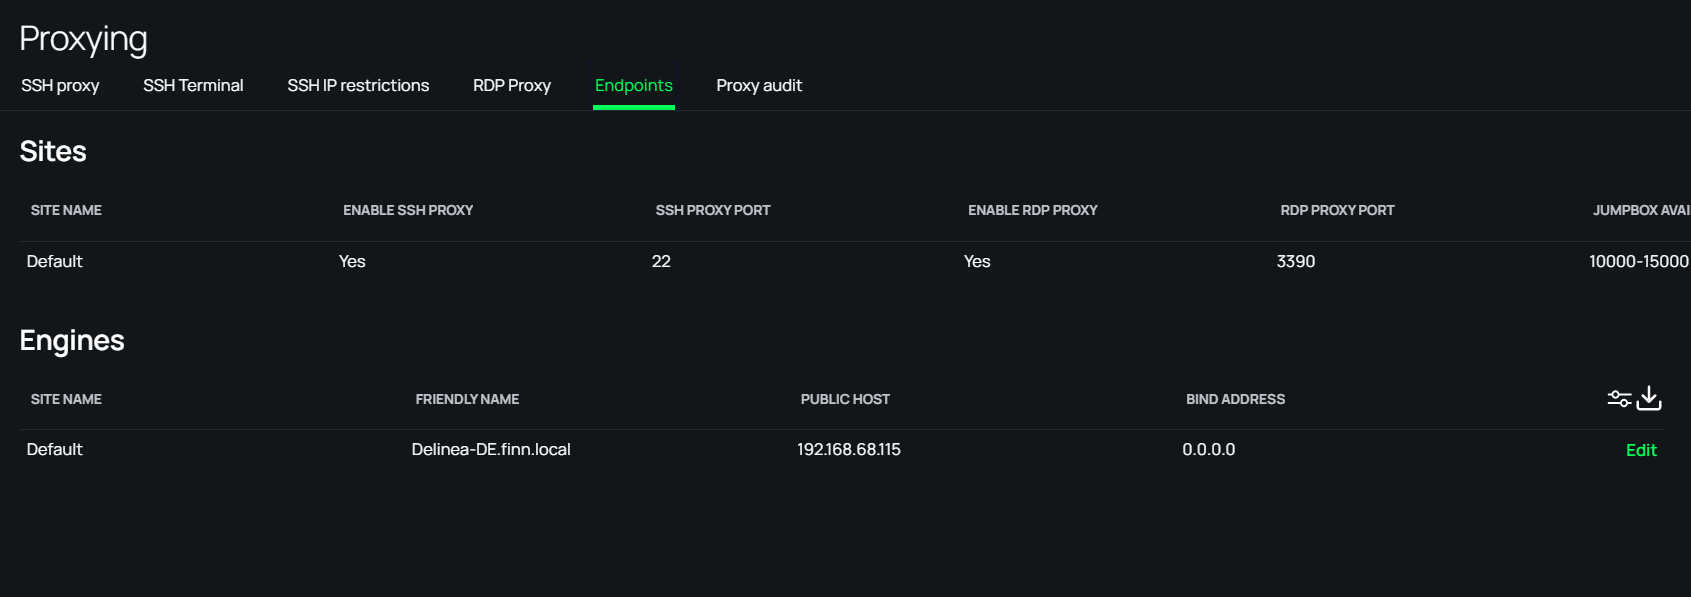 Proxying
SSH proxy SSH Terminal SSH IP restrictions RDP Proxy Endpoints Proxy audit
Sites
SITE NAME ENABLE SSH PROXY SSH PROXY PORT ENABLE RDP PROXY RDP PROXY PORT JUMPBOX AVAI
Default Yes 22 Yes 3390 10000-15000
Engines
SITE NAME FRIENDLY NAME PUBLIC HOST BIND ADDRESS
Default Delinea-DE.finn.local 192.168.68.115 0.0.0.0 Edit